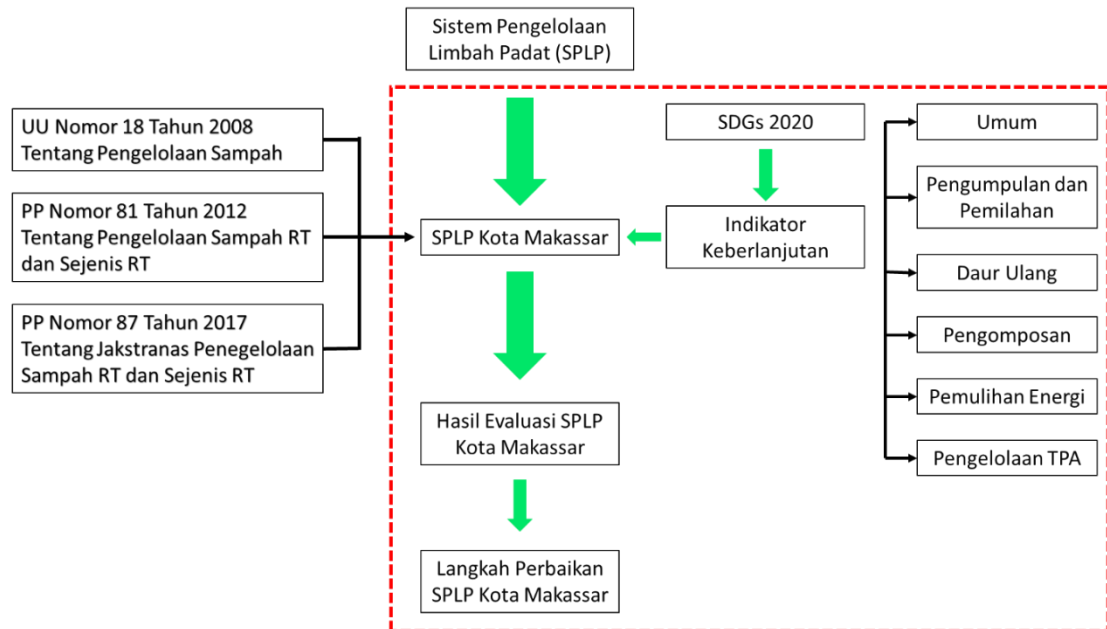 Sistem Pengelolaan
Limbah Padat (SPLP)
UU Nomor 18 Tahun 2008
Tentang Pengelolaan Sampah
PP Nomor 81 Tahun 2012
Tentang Pengelolaan Sampah RT
dan Sejenis RT
PP Nomor 87 Tahun 2017
Tentang Jakstranas Penegelolaan
Sampah RT dan Sejenis RT
SPLP Kota Makassar
SDGs 2020
Indikator
Keberlanjutan
Hasil Evaluasi SPLP
Kota Makassar
Langkah Perbaikan
SPLP Kota Makassar
Umum
Pengumpulan dan
Pemilahan
Daur Ulang
Pengomposan
Pemulihan Energi
Pengelolaan TPA